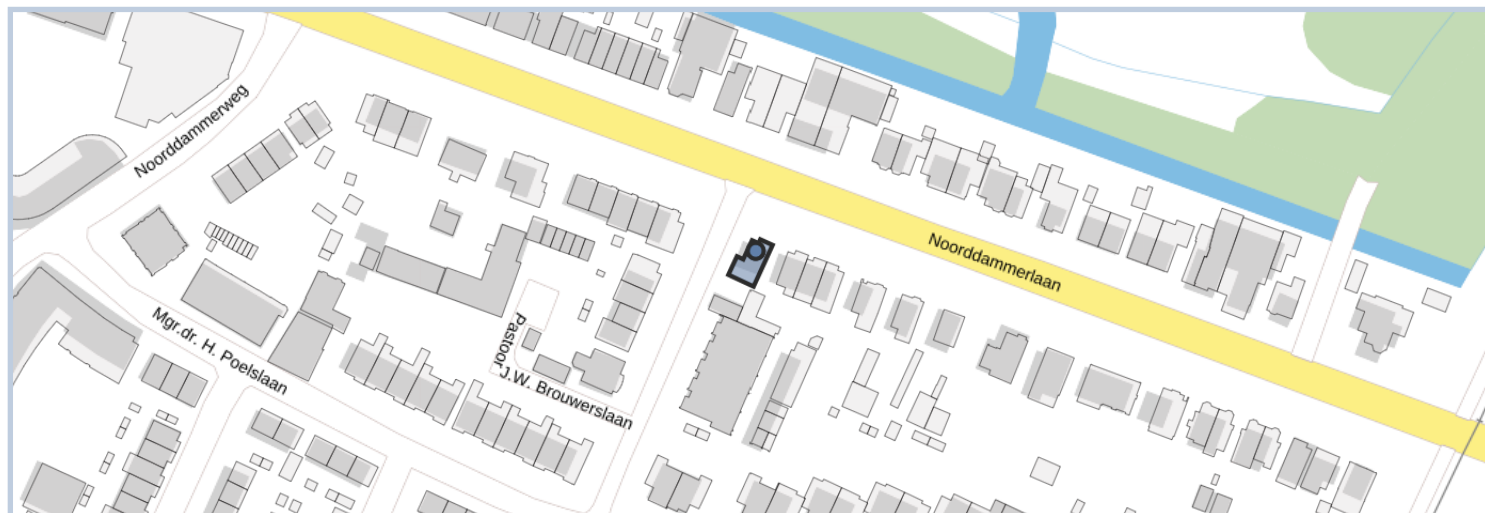 Noorddammerweg
Noorddammerlaan
Mgr.dr. H. Poelslaan
Pastoor
J.W. Brouwerslaan